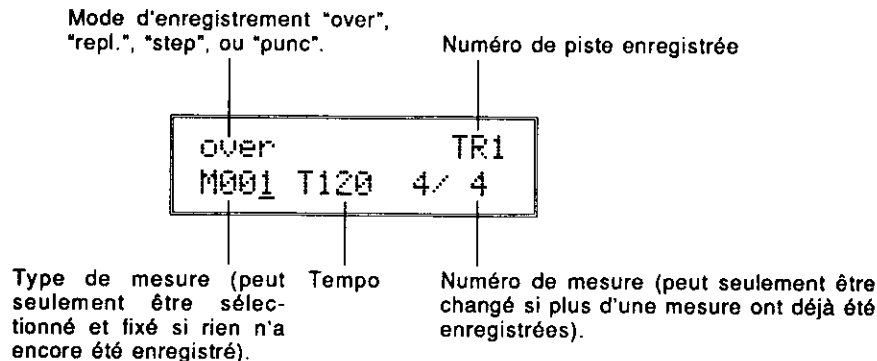 Mode d'enregistrement "over",
"repl.", "step", ou "punc".
Numéro de piste enregistrée
over TR1
M001 T120 4/ 4
Type de mesure (peut
seulement être sélec-
tionné et fixé si rien n'a
encore été enregistré).
Tempo
Numéro de mesure (peut seulement être
changé si plus d'une mesure ont déjà été
enregistrées).